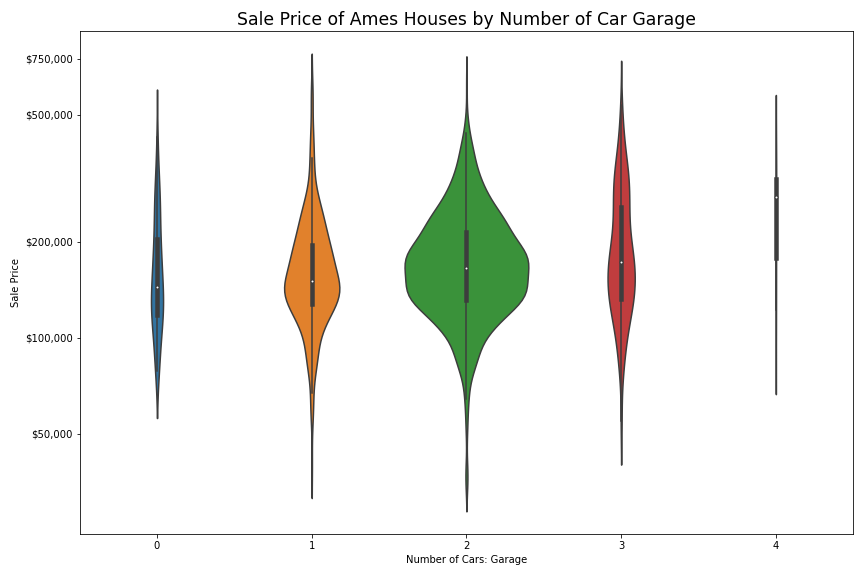 Sale Price of Ames Houses by Number of Car Garage
$750,000
$500,000
$200,000
$100,000
$50,000
Sale Price
0 1 2 3 4
Number of Cars: Garage